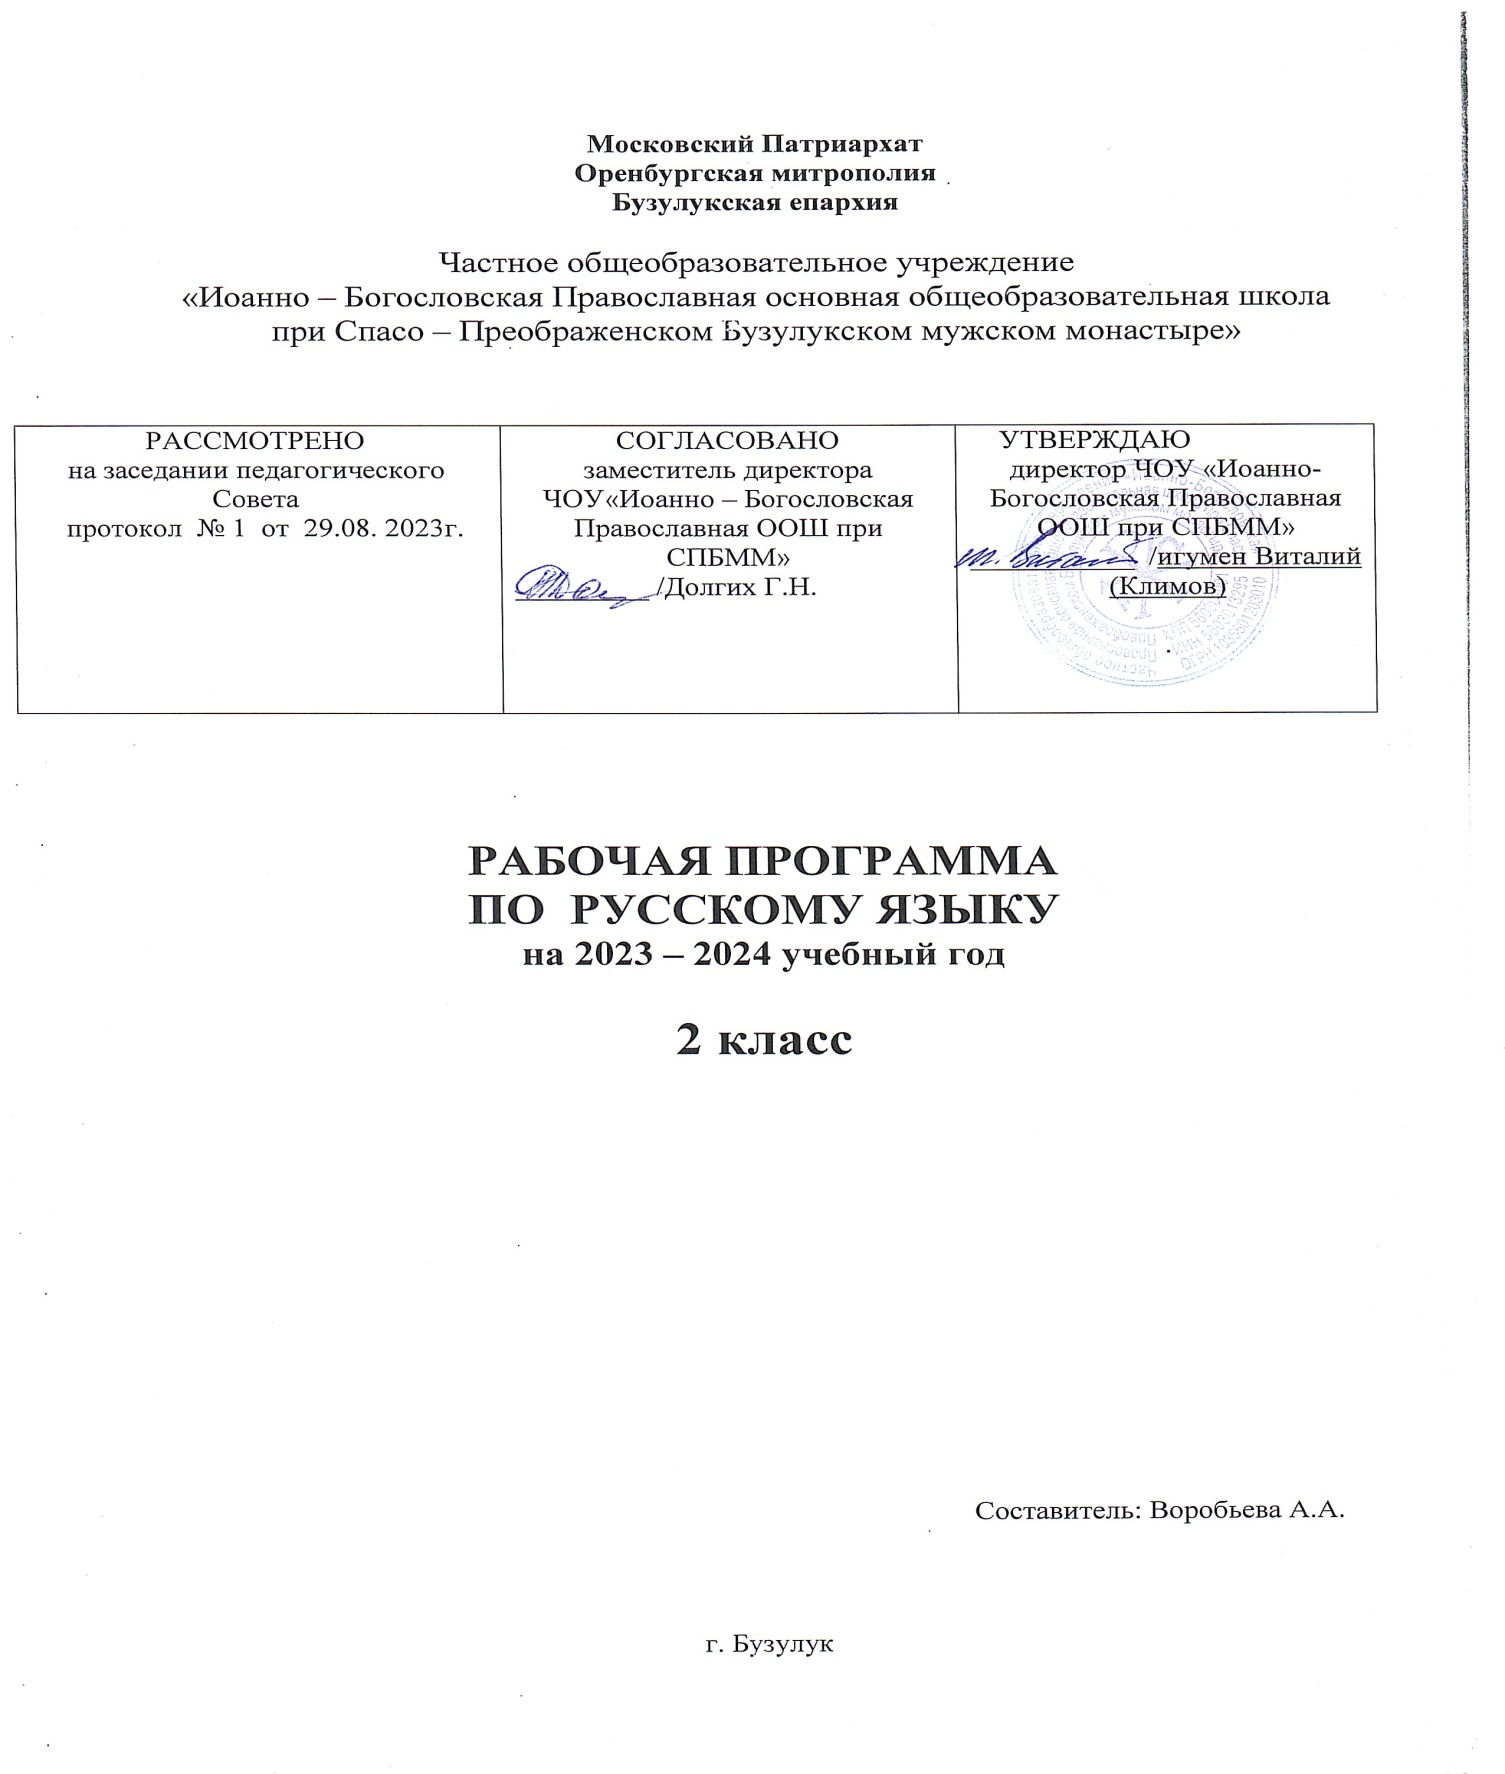 Московский Патриархат
Оренбургская митрополия
Бузулукская епархия
Частное общеобразовательное учреждение
«Иоанно – Богословская Православная основная общеобразовательная школа
при Спасо – Преображенском Бузулукском мужском монастыре»
РАССМОТРЕНО
на заседании педагогического
Совета
протокол № 1 от 29.08. 2023г.
СОГЛАСОВАНО
заместитель директора
ЧОУ«Иоанно – Богословская
Православная ООШ при
СПБММ»
/Долгих Г.Н.
УТВЕРЖДАЮ
директор ЧОУ «Иоанно-
Богословская Православная
ООШ при СПБММ»
/игумен Виталий
(Климов)
РАБОЧАЯ ПРОГРАММА
ПО РУССКОМУ ЯЗЫКУ
на 2023 – 2024 учебный год
2 класс
Составитель: Воробьева А.А.
г. Бузулук